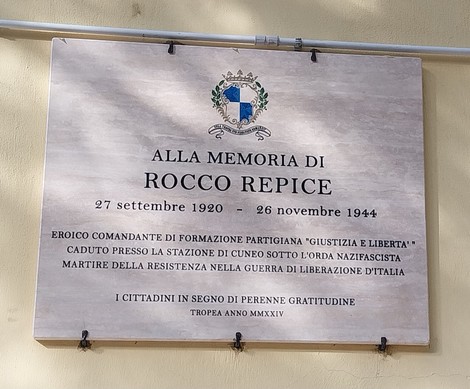 ALLA MEMORIA DI
ROCCO REPICE
27 settembre 1920 - 26 novembre 1944
EROICO COMANDANTE DI FORMAZIONE PARTIGIANA "GIUSTIZIA E LIBERTA' "
CADUTO PRESSO LA STAZIONE DI CUNEO SOTTO L'ORDA NAZIFASCISTA
MARTIRE DELLA RESISTENZA NELLA GUERRA DI LIBERAZIONE D'ITALIA
I CITTADINI IN SEGNO DI PERENNE GRATITUDINE
TROPEA ANNO MMXXIV